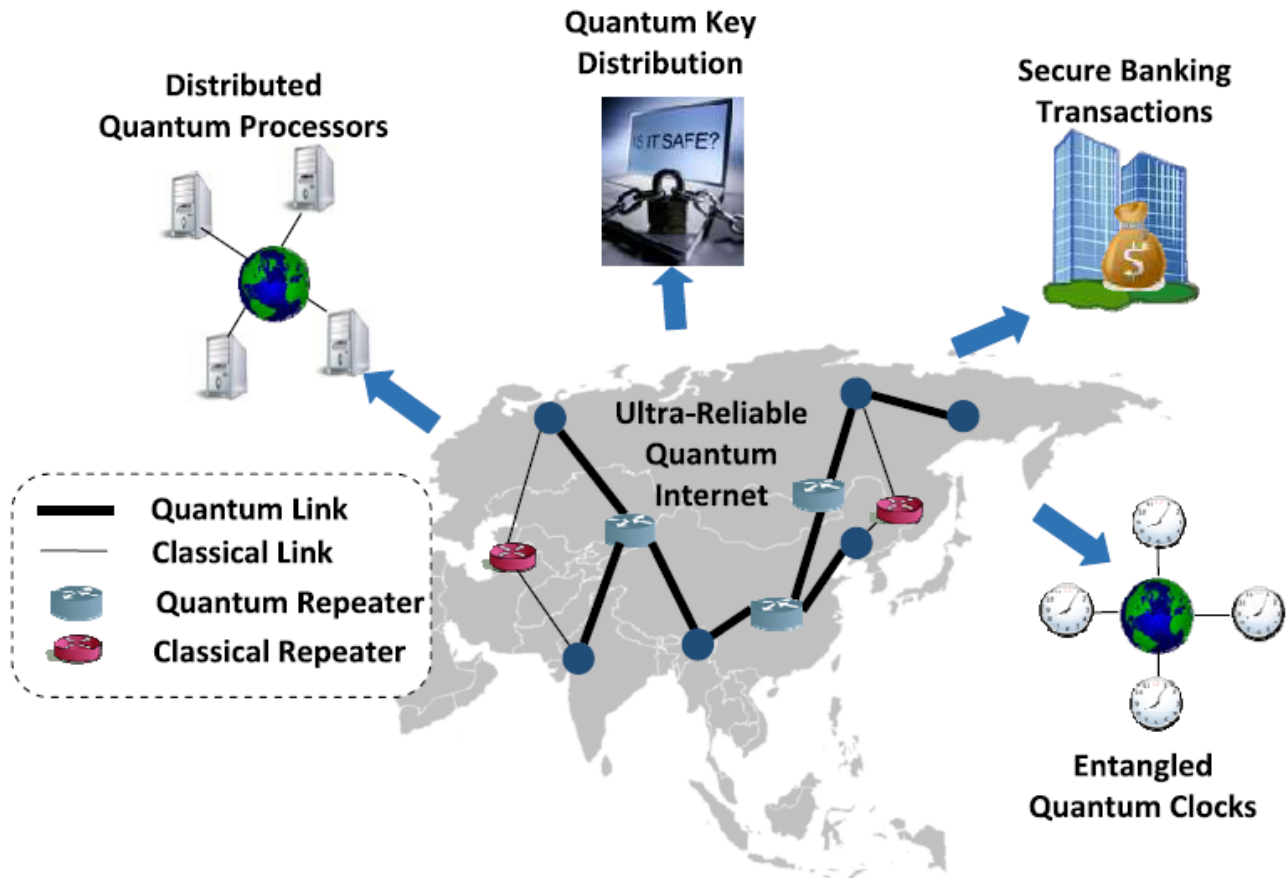 Quantum Key
Distribution
Distributed
Quantum Processors
Secure Banking
Transactions
IS IT SAFE?
$
Ultra-Reliable
Quantum
Internet
Quantum Link
Classical Link
Quantum Repeater
Classical Repeater
Entangled
Quantum Clocks